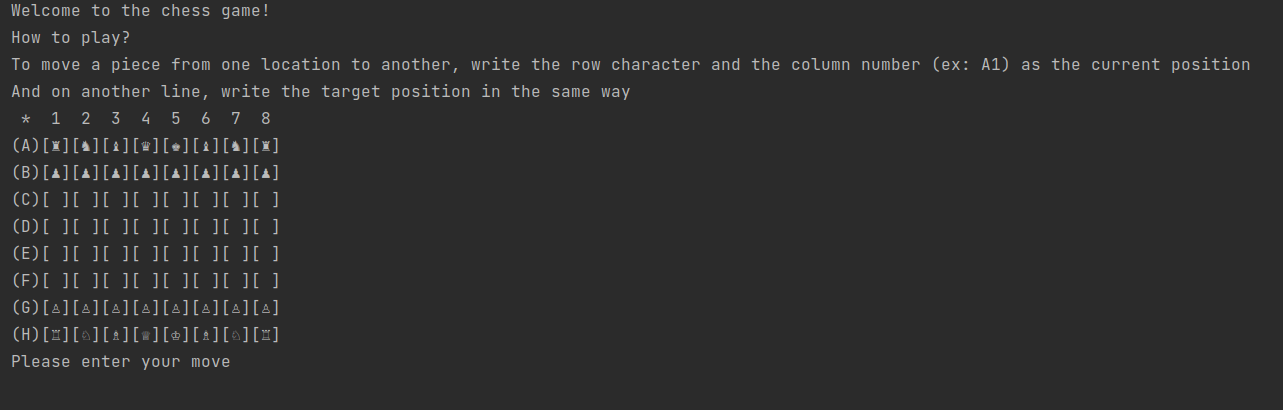 Welcome to the chess game!
How to play?
To move a piece from one location to another, write the row character and the column number (ex: A1) as the current position
And on another line, write the target position in the same way
 *  1  2  3  4  5  6  7  8
(A)[♜][♞][♝][♛][♚][♝][♞][♜]
(B)[♟][♟][♟][♟][♟][♟][♟][♟]
(C)[ ][ ][ ][ ][ ][ ][ ][ ]
(D)[ ][ ][ ][ ][ ][ ][ ][ ]
(E)[ ][ ][ ][ ][ ][ ][ ][ ]
(F)[ ][ ][ ][ ][ ][ ][ ][ ]
(G)[♙][♙][♙][♙][♙][♙][♙][♙]
(H)[♖][♘][♗][♕][♔][♗][♘][♖]
Please enter your move